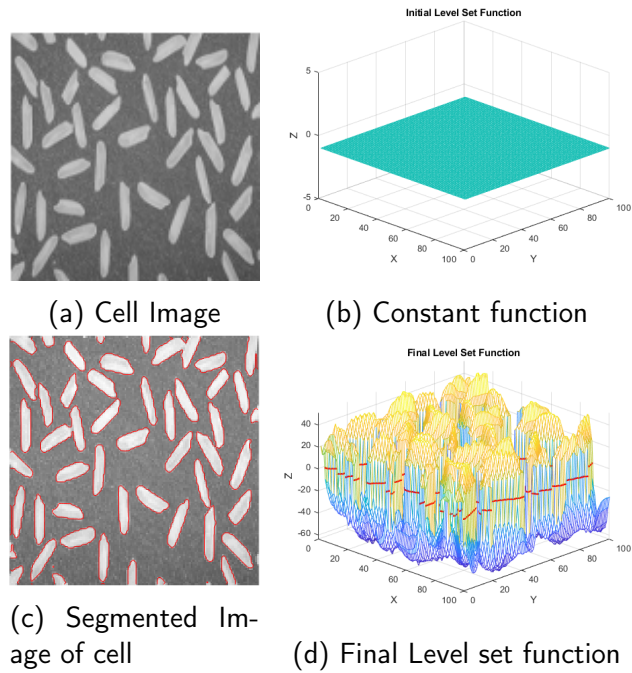 Initial Level Set Function
5
0
-5
Z
0
20
40
60
80
100
X
0
20
40
60
80
100
Y
(a) Cell Image
(b) Constant function
Final Level Set Function
40
20
0
-20
-40
-60
Z
0
20
40
60
80
100
X
0
20
40
60
80
100
Y
(c) Segmented Im-
age of cell
(d) Final Level set function